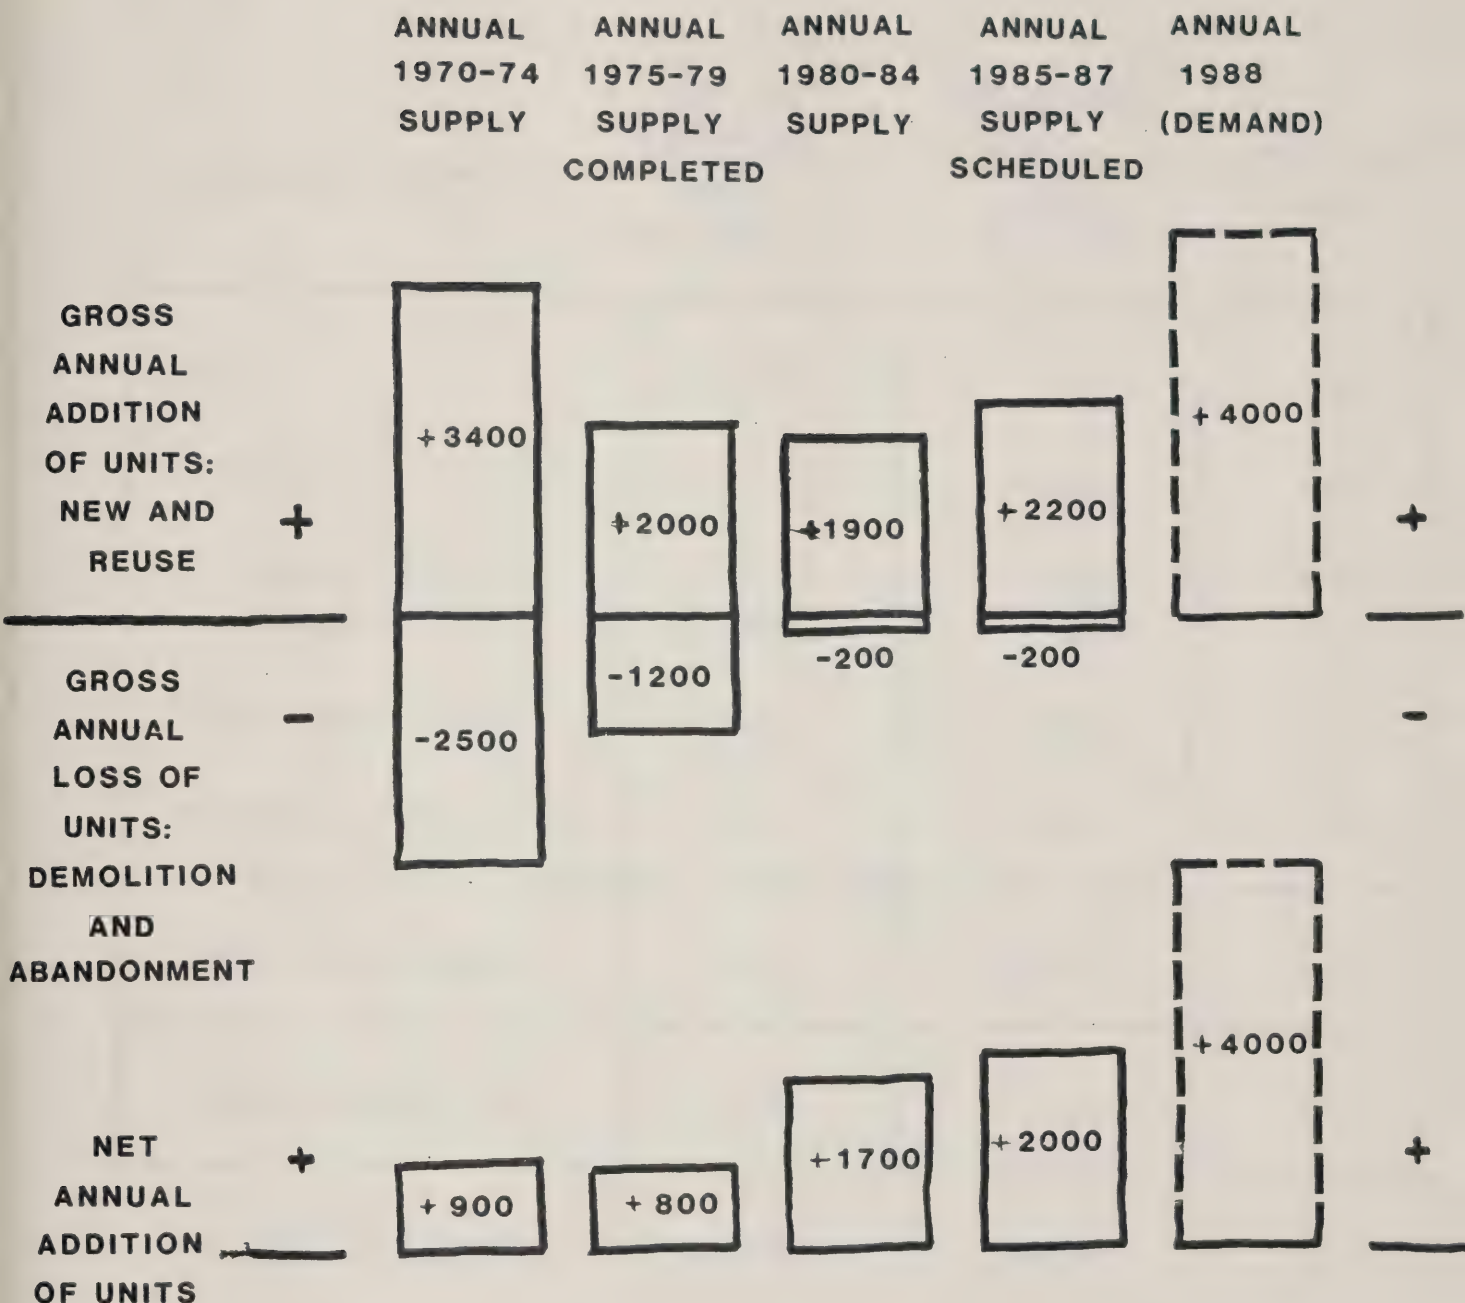 ANNUAL ANNUAL ANNUAL ANNUAL ANNUAL
1970-74 1975-79 1980-84 1985-87 1988
SUPPLY SUPPLY SUPPLY SUPPLY (DEMAND)
COMPLETED SCHEDULED
GROSS
ANNUAL
ADDITION
OF UNITS:
NEW AND
REUSE
+
+3400
+2000
+1900
+2200
+4000
+
GROSS
ANNUAL
LOSS OF
UNITS:
DEMOLITION
AND
ABANDONMENT
-
-2500
-1200
-200
-200
-
NET
ANNUAL
ADDITION
OF UNITS
+
+ 900
+ 800
+1700
+2000
+4000
+